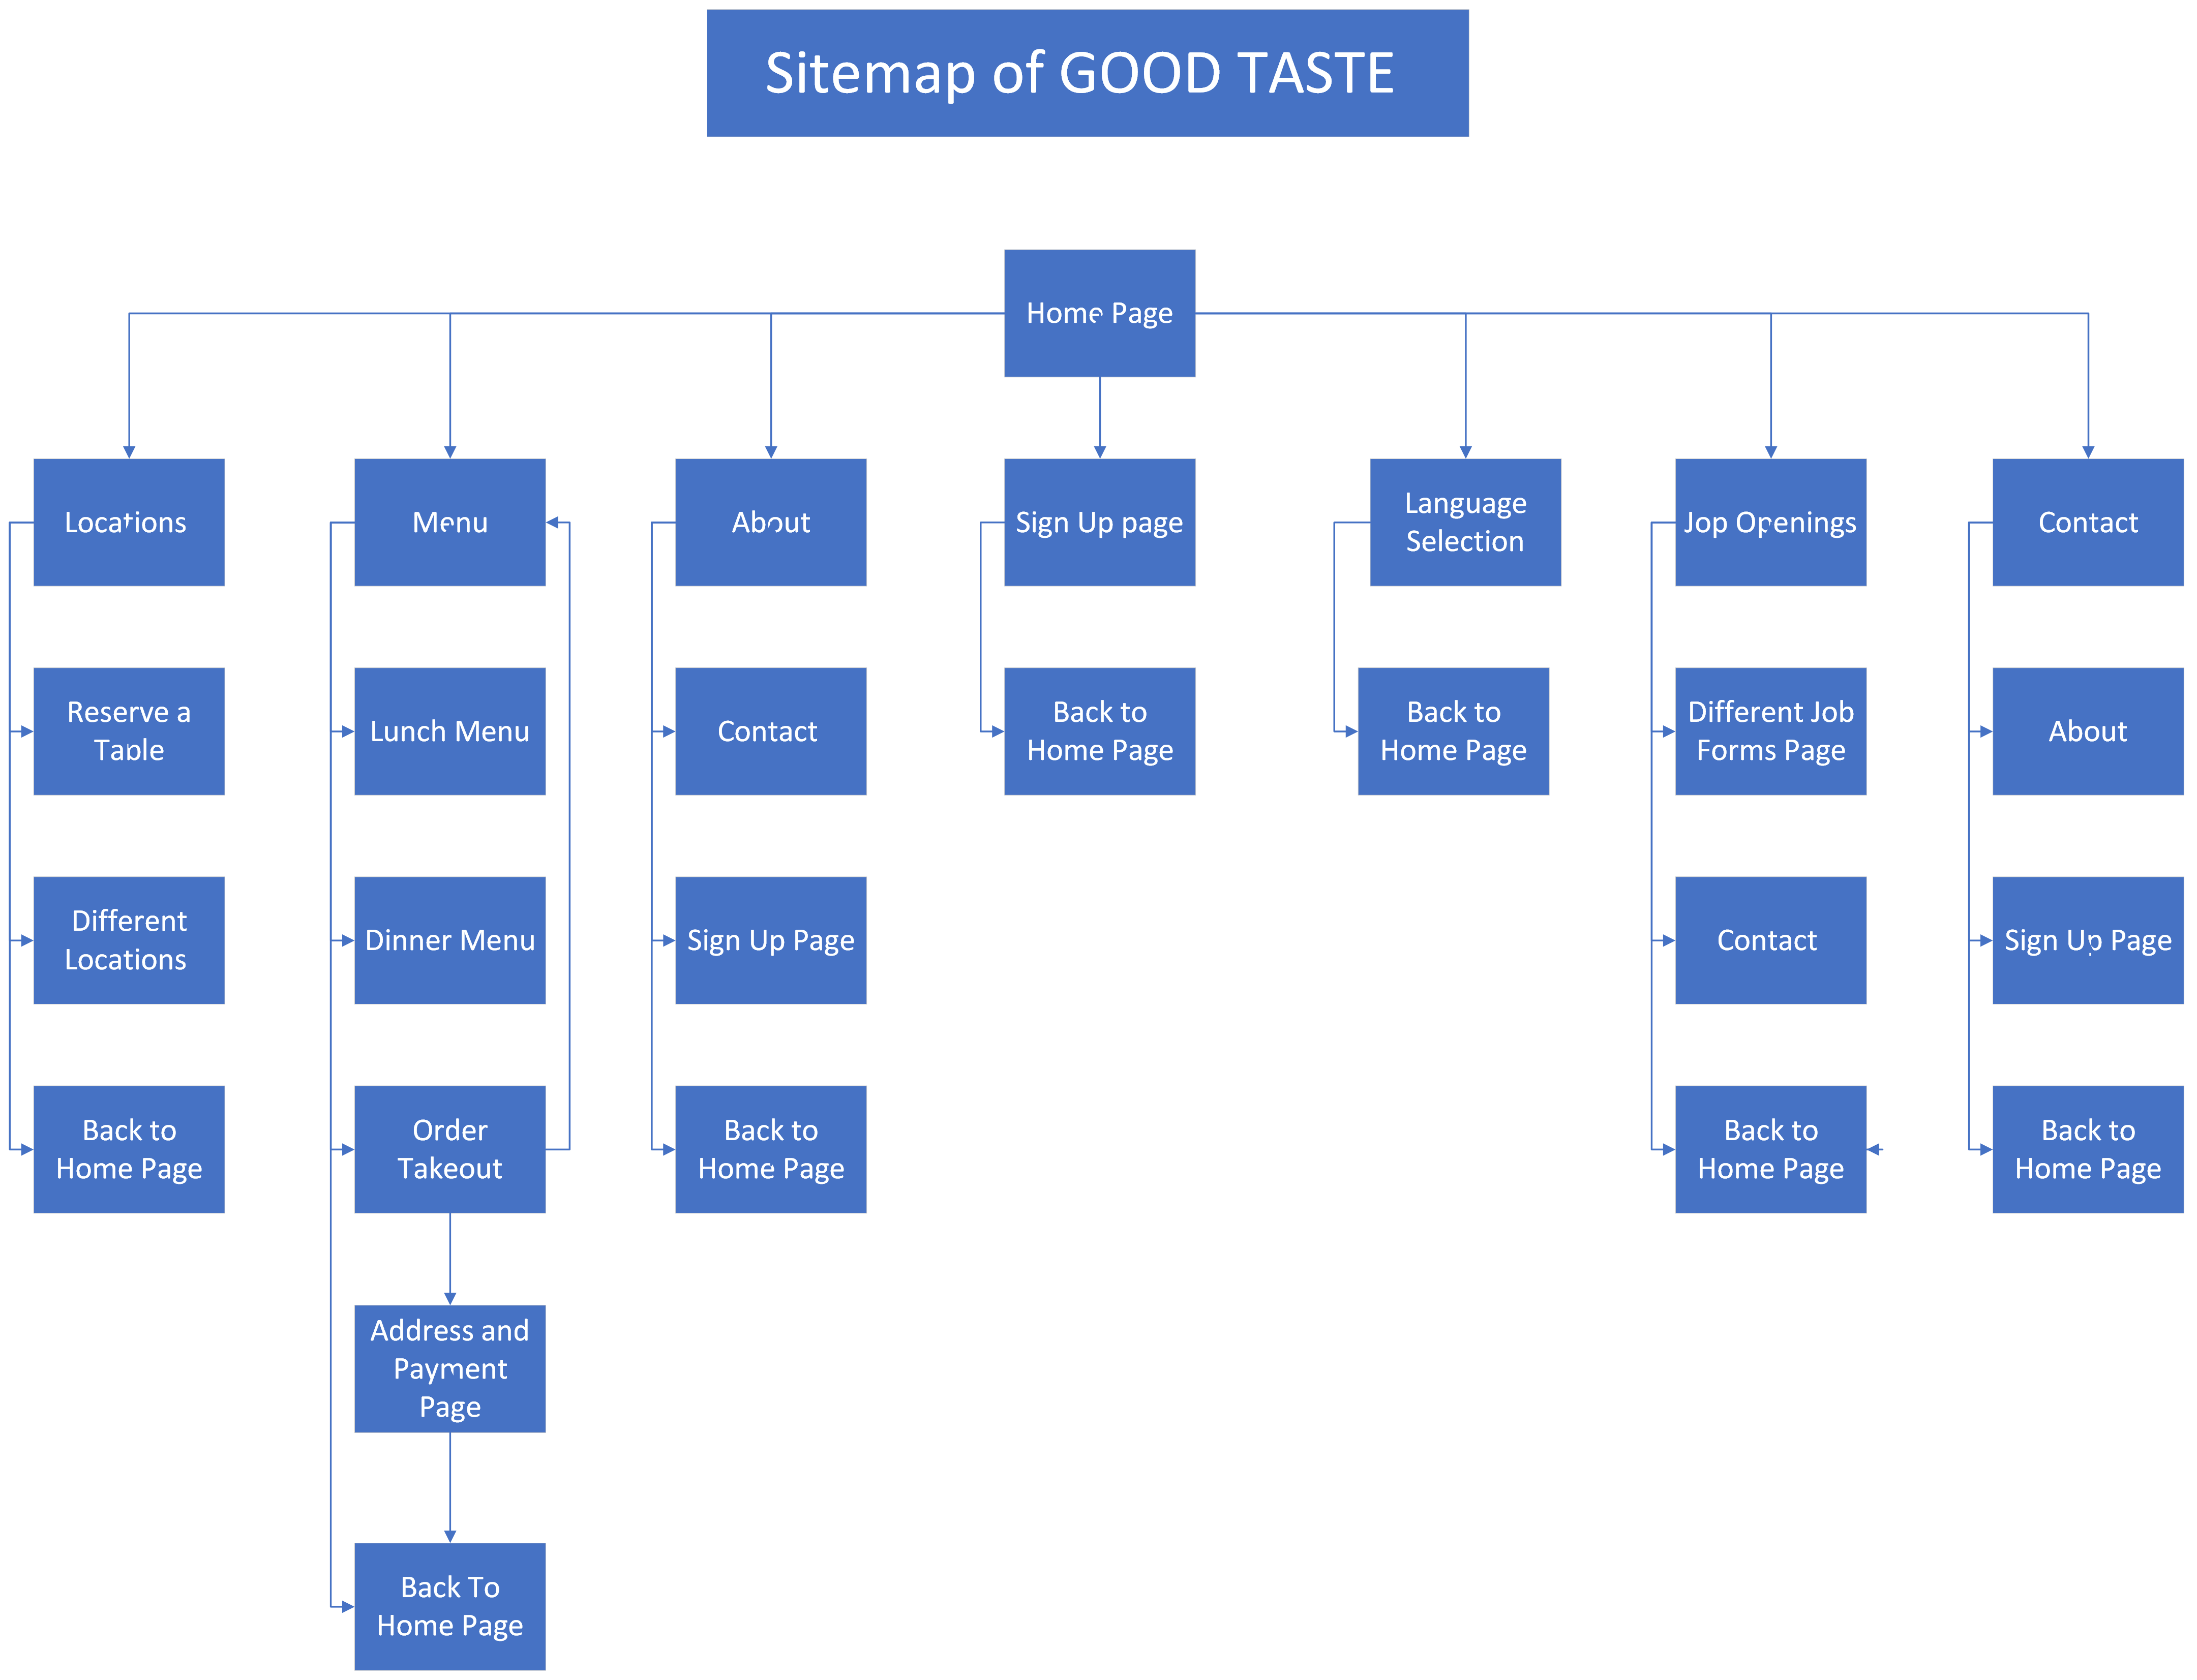 Sitemap of GOOD TASTE
Home Page
Locations
Menu
About
Sign Up page
Language
Selection
Jop Openings
Contact
Reserve a
Table
Lunch Menu
Contact
Back to
Home Page
Back to
Home Page
Different Job
Forms Page
About
Different
Locations
Dinner Menu
Sign Up Page
Contact
Sign Up Page
Back to
Home Page
Order
Takeout
Back to
Home Page
Back to
Home Page
Back to
Home Page
Address and
Payment
Page
Back To
Home Page